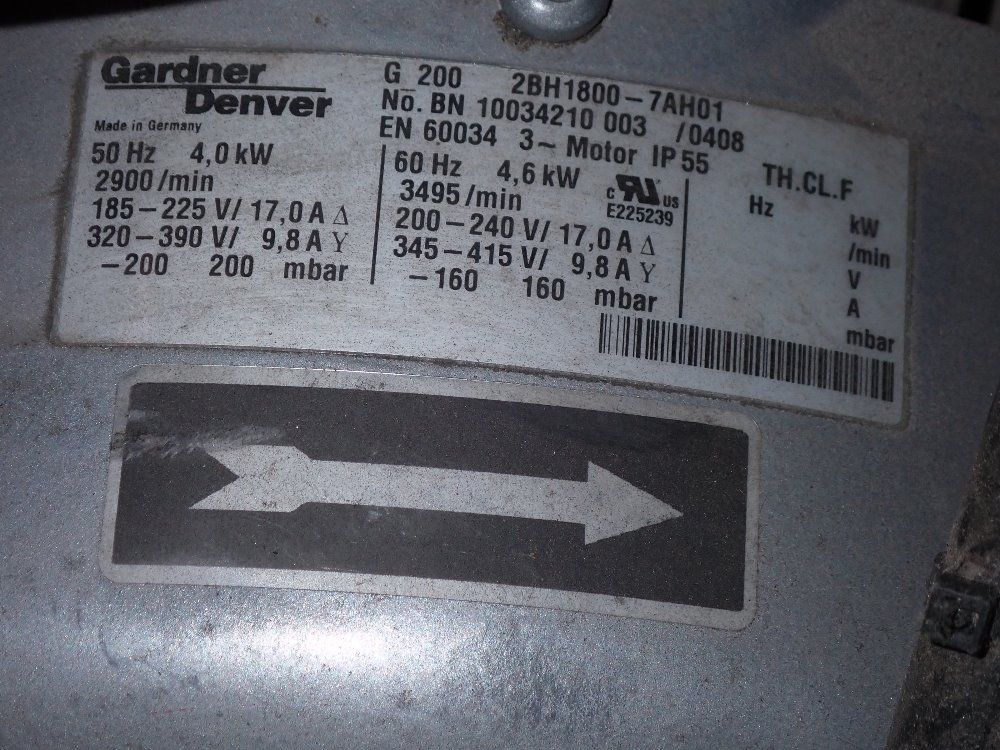 Gardner
Denver
Made in Germany
G 200 2BH1800-7AH01
No. BN 10034210 003 /0408
EN 60034 3~ Motor IP 55 TH.CL.F
50 Hz 4,0 kW
2900/min
185-225 V/ 17,0 A Δ
320-390 V/ 9,8 A Y
-200 200 mbar
60 Hz 4,6 kW
3495/min
200-240 V/ 17,0 A Δ
345-415 V/ 9,8 A Y
-160 160 mbar
c RU us
E225239
Hz kW
/min
V
A
mbar